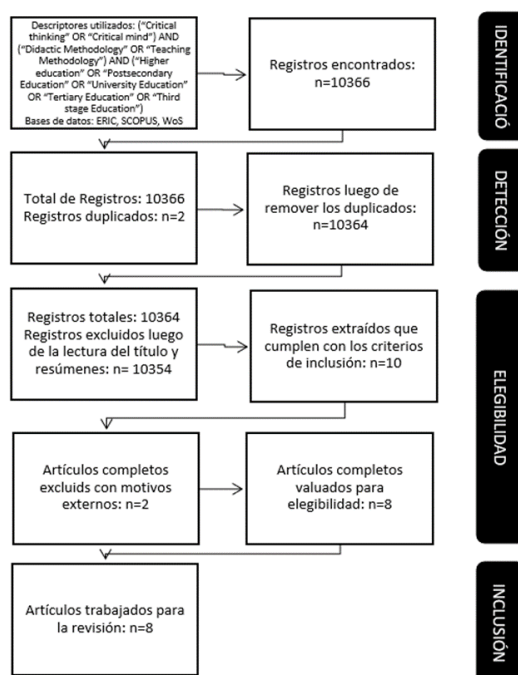 Descriptores utilizados: ("Critical
thinking" OR "Critical mind") AND
("Didactic Methodology" OR "Teaching
Methodology") AND ("Higher
education" OR "Postsecondary
Education" OR "University Education"
OR "Tertiary Education" OR "Third
stage Education")
Bases de datos: ERIC, SCOPUS, WoS
Registros encontrados:
n=10366
IDENTIFICACIÓ
Total de Registros: 10366
Registros duplicados: n=2
Registros luego de
remover los duplicados:
n=10364
DETECCIÓN
Registros totales: 10364
Registros excluidos luego
de la lectura del título y
resúmenes: n= 10354
Registros extraídos que
cumplen con los criterios
de inclusión: n=10
ELEGIBILIDAD
Artículos completos
excluids con motivos
externos: n=2
Artículos completos
valuados para
elegibilidad: n=8
Artículos trabajados para
la revisión: n=8
INCLUSIÓN